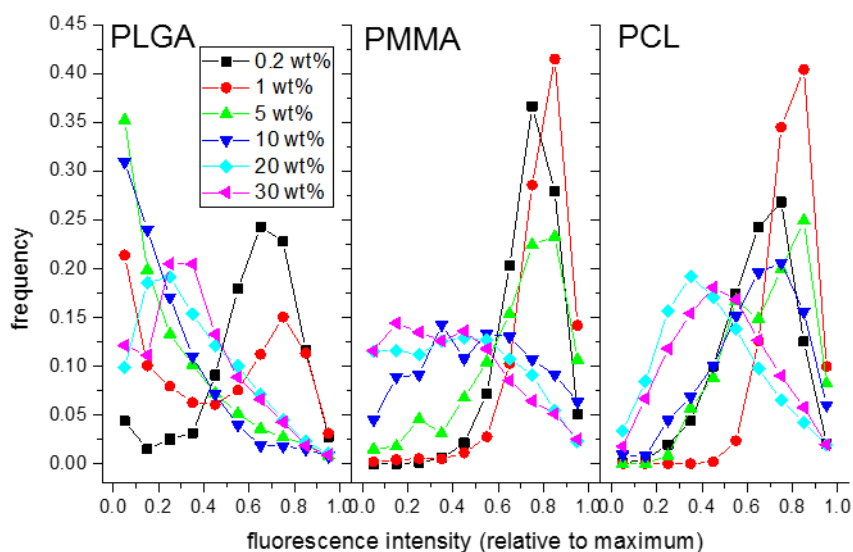 PLGA PMMA PCL
0.2 wt%
1 wt%
5 wt%
10 wt%
20 wt%
30 wt%
0.45
0.40
0.35
0.30
0.25
0.20
0.15
0.10
0.05
0.00
frequency
0.0 0.2 0.4 0.6 0.8 1.0 0.0 0.2 0.4 0.6 0.8 1.0 0.0 0.2 0.4 0.6 0.8 1.0
fluorescence intensity (relative to maximum)